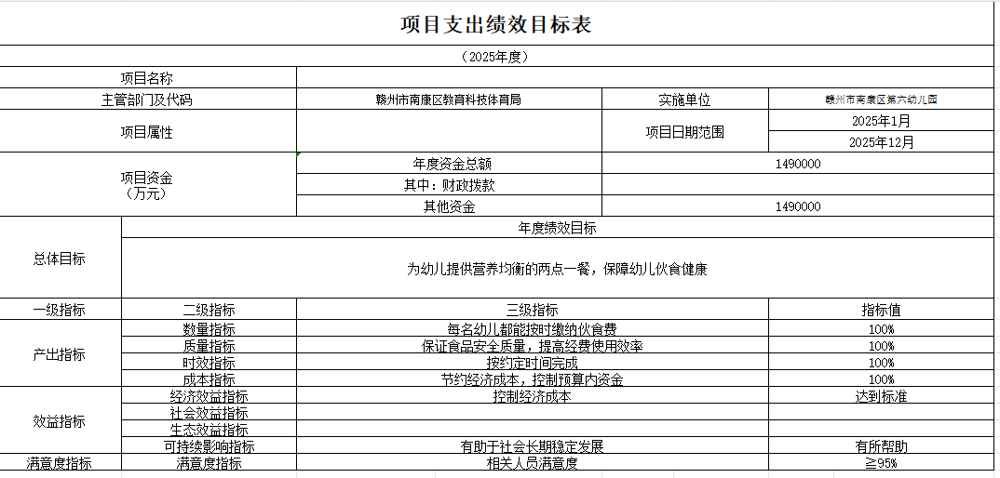 项目支出绩效目标表
（2025年度）
项目名称
主管部门及代码 赣州市南康区教育科技体育局 实施单位 赣州市南康区第六幼儿园
项目属性 项目日期范围 2025年1月
2025年12月
项目资金
（万元）
年度资金总额 1490000
其中：财政拨款
其他资金 1490000
总体目标
年度绩效目标
为幼儿提供营养均衡的两点一餐，保障幼儿伙食健康
一级指标 二级指标 三级指标 指标值
产出指标
数量指标 每名幼儿都能按时缴纳伙食费 100%
质量指标 保证食品安全质量，提高经费使用效率 100%
时效指标 按约定时间完成 100%
成本指标 节约经济成本，控制预算内资金 100%
效益指标
经济效益指标 控制经济成本 达到标准
社会效益指标
生态效益指标
可持续影响指标 有助于社会长期稳定发展 有所帮助
满意度指标 满意度指标 相关人员满意度 ≧95%